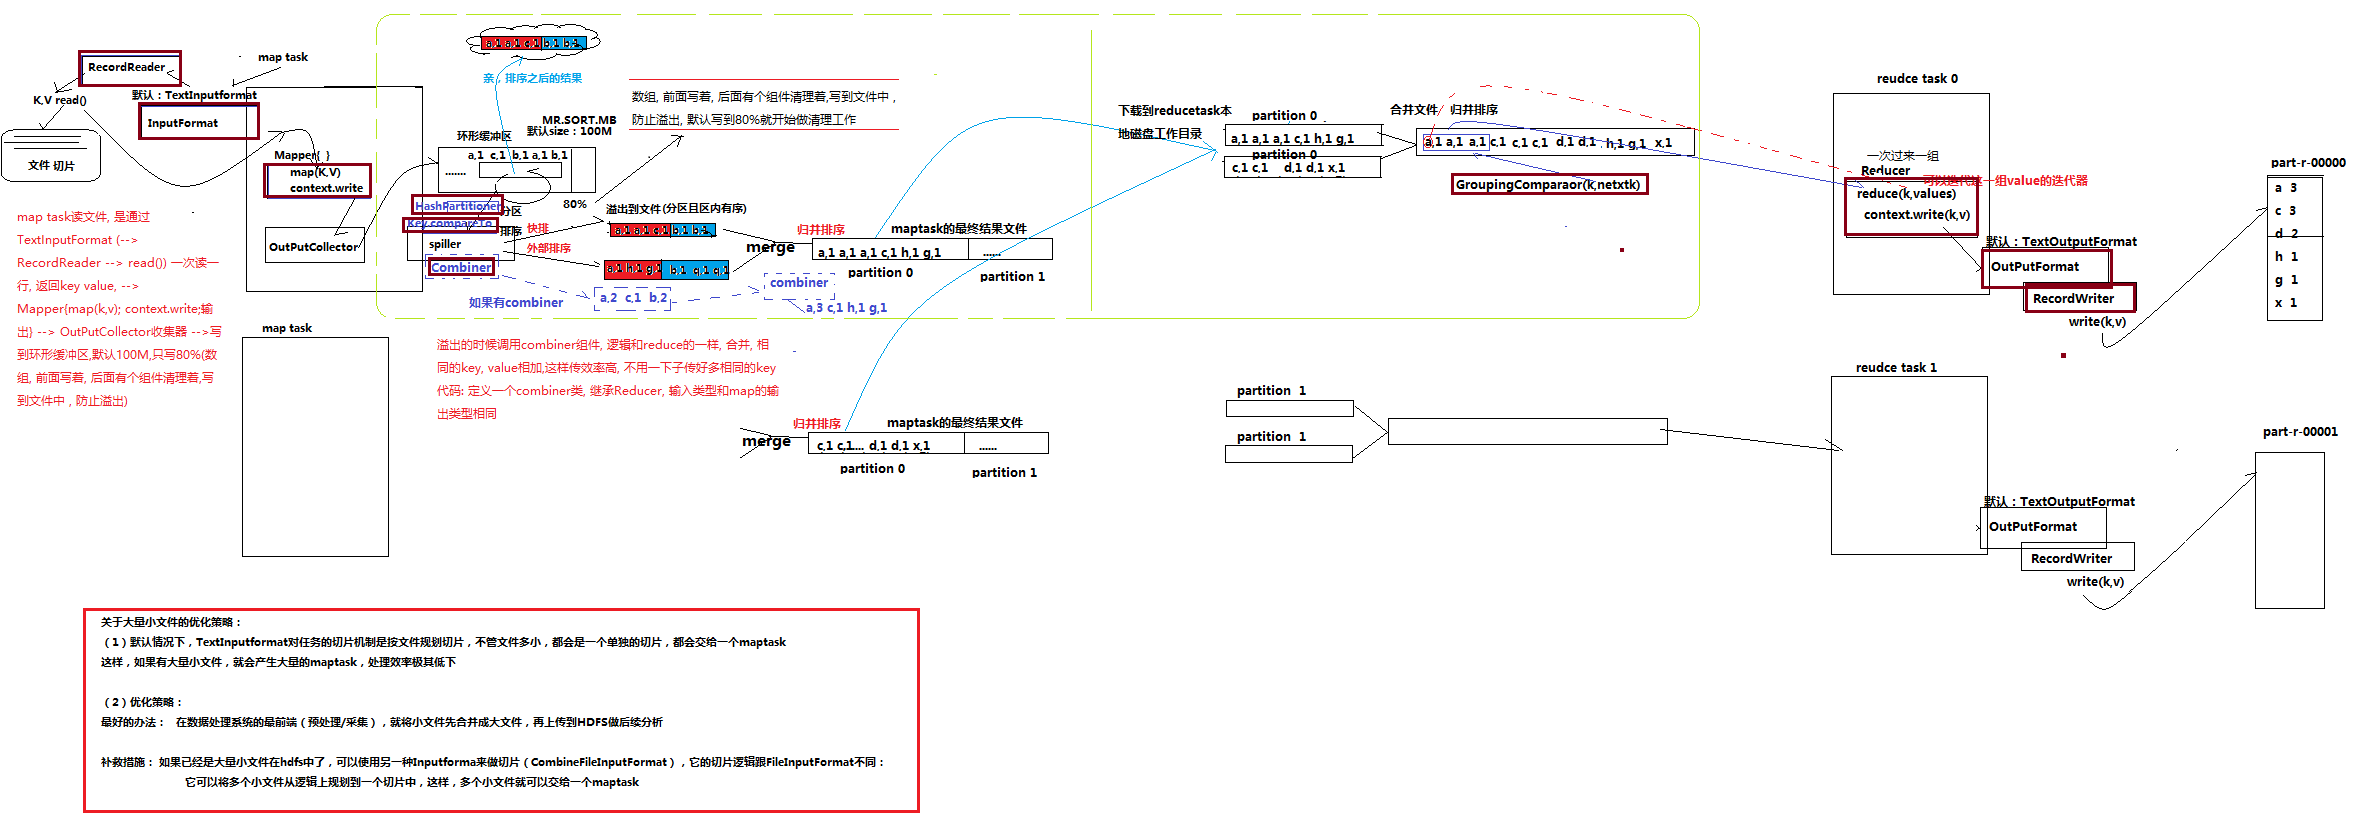 RecordReader
map task
K,V read()
默认：TextInputformat
InputFormat
文件 切片
Mapper{ }
map(K,V)
context.write
OutPutCollector
map task读文件, 是通过
TextInputFormat (-->
RecordReader --> read()) 一次读一
行, 返回key value, -->
Mapper{map(k,v); context.write;输
出} --> OutPutCollector收集器 -->写
到环形缓冲区,默认100M,只写80%(数
组, 前面写着, 后面有个组件清理着,写
到文件中 , 防止溢出)
map task
a,1 a,1 c,1 b,1 b,1
亲，排序之后的结果
MR.SORT.MB
环形缓冲区
默认size：100M
a,1 c,1 b,1 a,1 b,1
.......
80%
数组, 前面写着, 后面有个组件清理着,写到文件中 ,
防止溢出, 默认写到80%就开始做清理工作
HashPartitioner
分区
Key.compareTo
排序
快排
外部排序
spiller
Combiner
溢出到文件(分区且区内有序)
a,1 a,1 c,1 b,1 b,1
a,1 h,1 g,1 b,1 q,1 q,1
如果有combiner
a,2 c,1 b,2
combiner
a,3 c,1 h,1 g,1
merge
归并排序
maptask的最终结果文件
a,1 a,1 a,1 c,1 h,1 g,1
......
partition 0
partition 1
溢出的时候调用combiner组件, 逻辑和reduce的一样, 合并, 相
同的key, value相加,这样传效率高, 不用一下子传好多相同的key
代码: 定义一个combiner类, 继承Reducer, 输入类型和map的输
出类型相同
merge
归并排序
maptask的最终结果文件
c,1 c,1.... d,1 d,1 x,1
......
partition 0
partition 1
下载到reducetask本
地磁盘工作目录
partition 0
a,1 a,1 a,1 c,1 h,1 g,1
partition 0
c,1 c,1 d,1 d,1 x,1
合并文件 归并排序
a,1 a,1 a,1 c,1 c,1 c,1 d,1 d,1 h,1 g,1 x,1
GroupingComparaor(k,netxtk)
reudce task 0
一次过来一组
Reducer
可以迭代这一组value的迭代器
reduce(k,values)
context.write(k,v)
默认：TextOutputFormat
OutPutFormat
RecordWriter
write(k,v)
part-r-00000
a 3
c 3
d 2
h 1
g 1
x 1
partition 1
partition 1
reudce task 1
默认：TextOutputFormat
OutPutFormat
RecordWriter
write(k,v)
part-r-00001
关于大量小文件的优化策略：
（1）默认情况下，TextInputformat对任务的切片机制是按文件规划切片，不管文件多小，都会是一个单独的切片，都会交给一个maptask
这样，如果有大量小文件，就会产生大量的maptask，处理效率极其低下
（2）优化策略：
最好的办法： 在数据处理系统的最前端（预处理/采集），就将小文件先合并成大文件，再上传到HDFS做后续分析
补救措施： 如果已经是大量小文件在hdfs中了，可以使用另一种Inputforma来做切片（CombineFileInputFormat），它的切片逻辑跟FileInputFormat不同：
它可以将多个小文件从逻辑上规划到一个切片中，这样，多个小文件就可以交给一个maptask